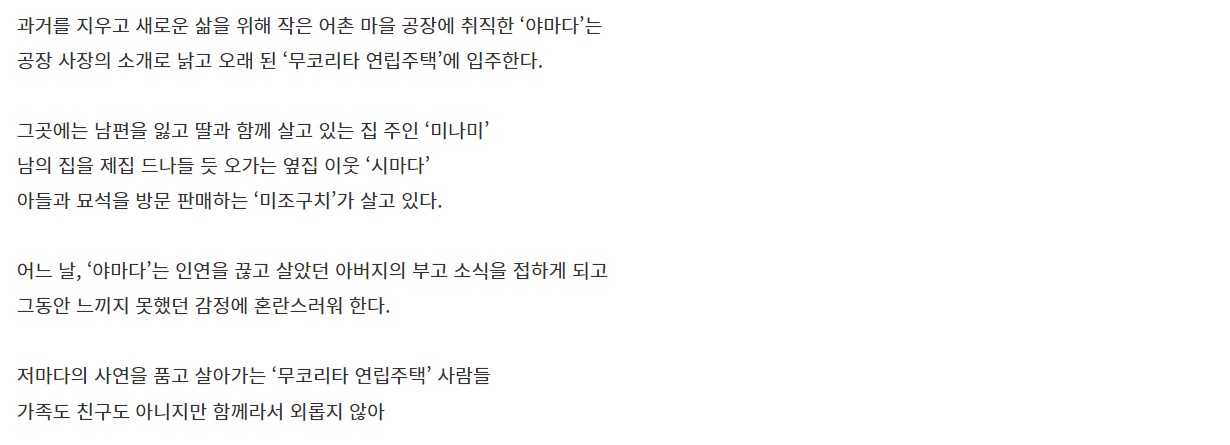 과거를 지우고 새로운 삶을 위해 작은 어촌 마을 공장에 취직한 ‘야마다’는
공장 사장의 소개로 낡고 오래 된 ‘무코리타 연립주택’에 입주한다.
그곳에는 남편을 잃고 딸과 함께 살고 있는 집 주인 ‘미나미’
남의 집을 제집 드나들 듯 오가는 옆집 이웃 ‘시마다’
아들과 묘석을 방문 판매하는 ‘미조구치’가 살고 있다.
어느 날, ‘야마다’는 인연을 끊고 살았던 아버지의 부고 소식을 접하게 되고
그동안 느끼지 못했던 감정에 혼란스러워 한다.
저마다의 사연을 품고 살아가는 ‘무코리타 연립주택’ 사람들
가족도 친구도 아니지만 함께라서 외롭지 않아